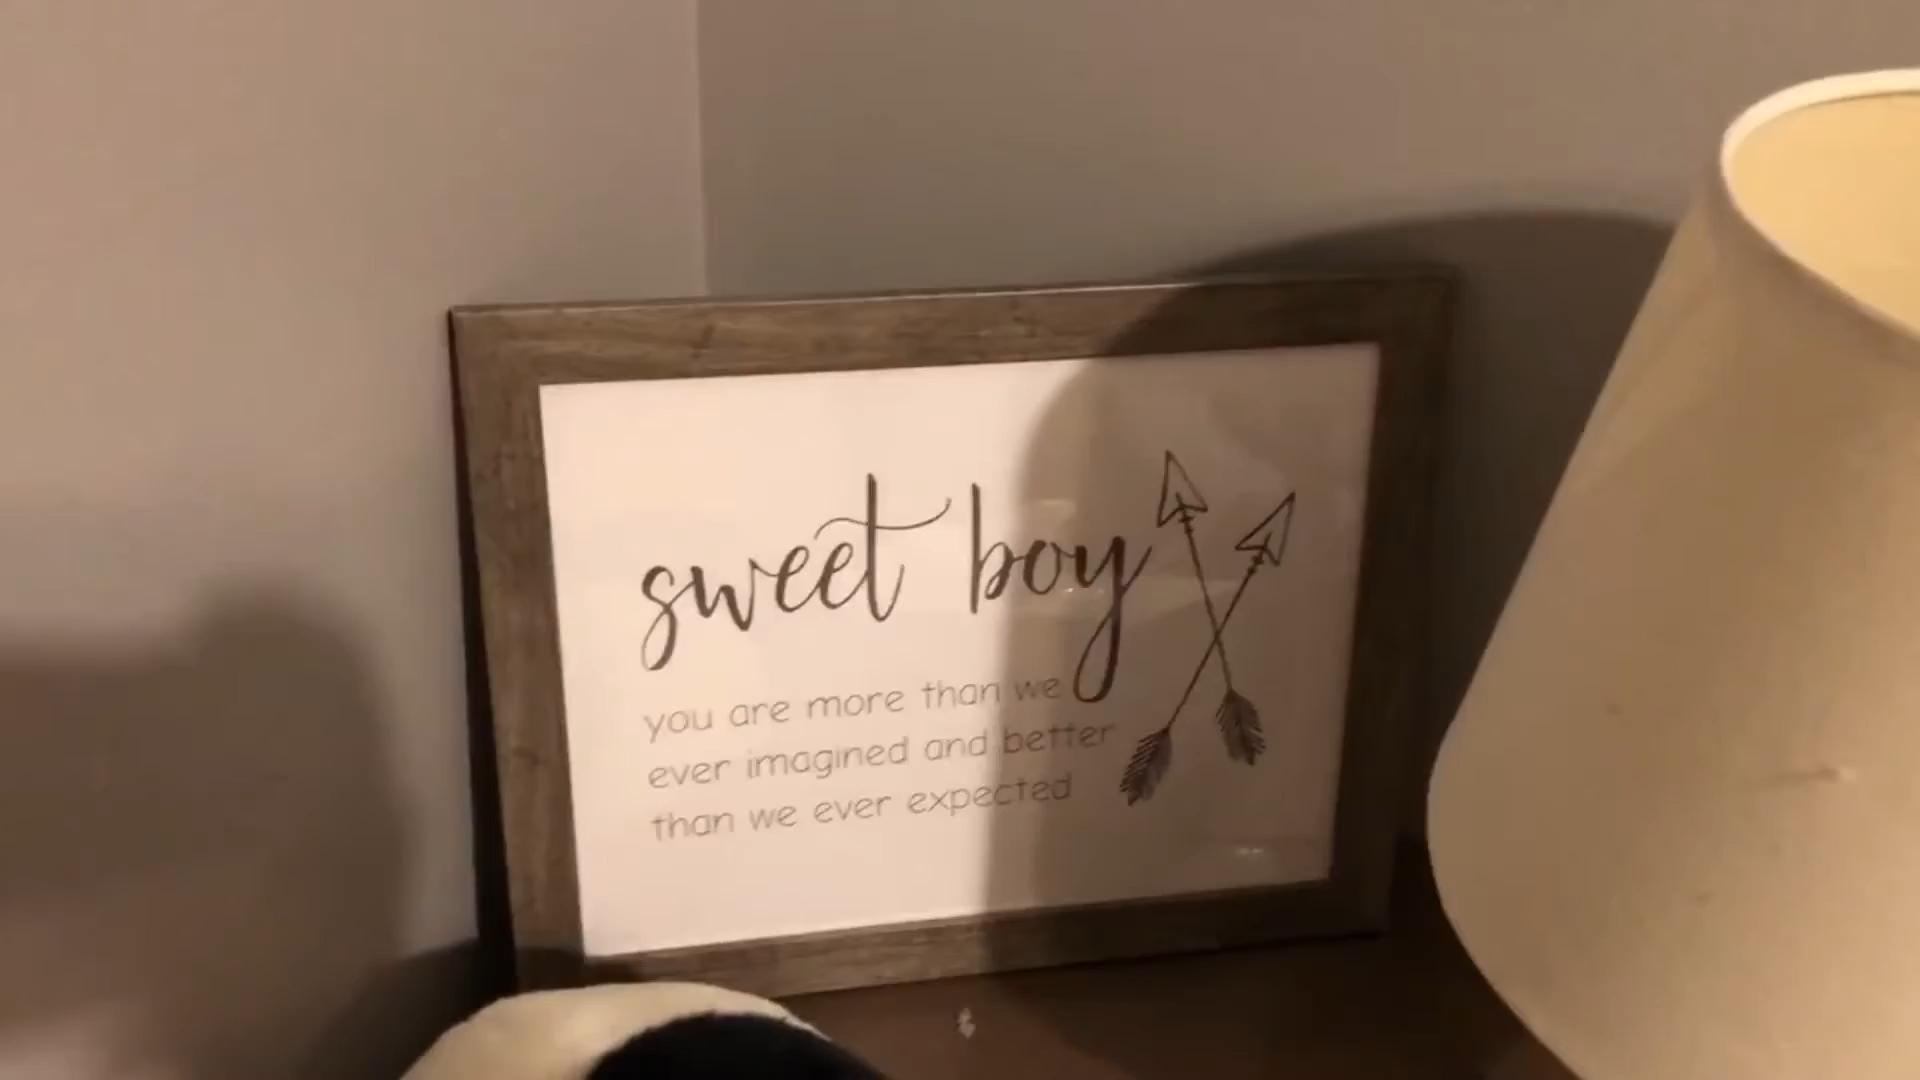 sweet boy
you are more than we
ever imagined and better
than we ever expected